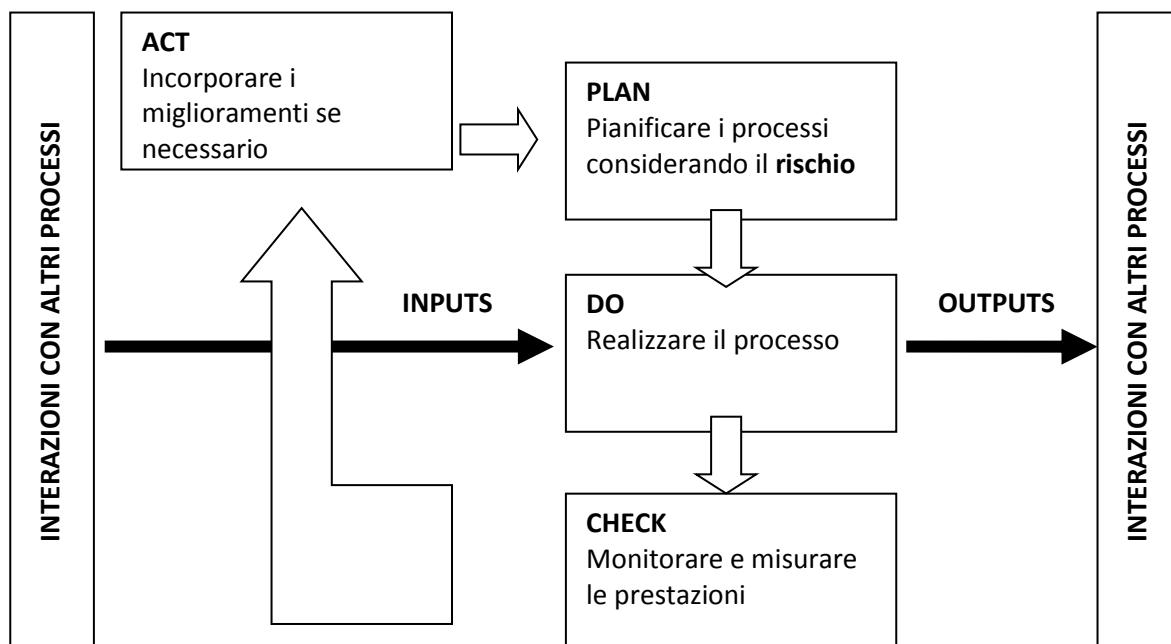 INTERAZIONI CON ALTRI PROCESSI
ACT
Incorporare i
miglioramenti se
necessario
PLAN
Pianificare i processi
considerando il rischio
INPUTS
DO
Realizzare il processo
OUTPUTS
CHECK
Monitorare e misurare
le prestazioni
INTERAZIONI CON ALTRI PROCESSI